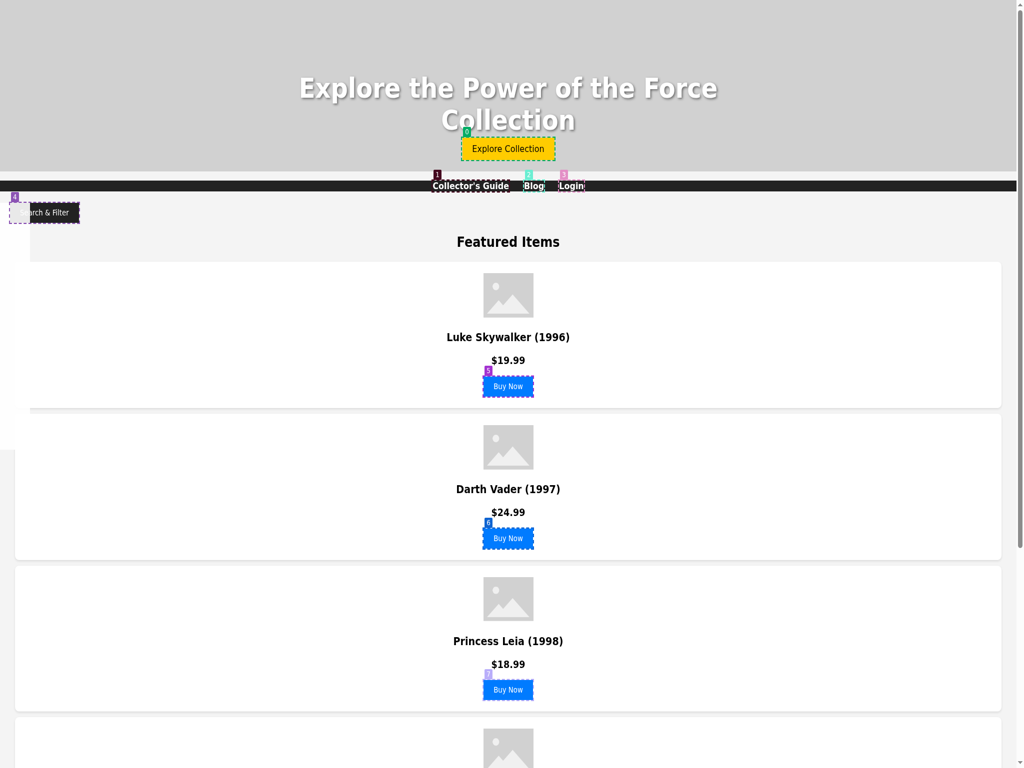 Explore the Power of the Force
Collection
0
Explore Collection
1
2
3
Collector's Guide
Blog
Login
4
Search & Filter
Featured Items
Luke Skywalker (1996)
$19.99
5
Buy Now
Darth Vader (1997)
$24.99
6
Buy Now
Princess Leia (1998)
$18.99
7
Buy Now